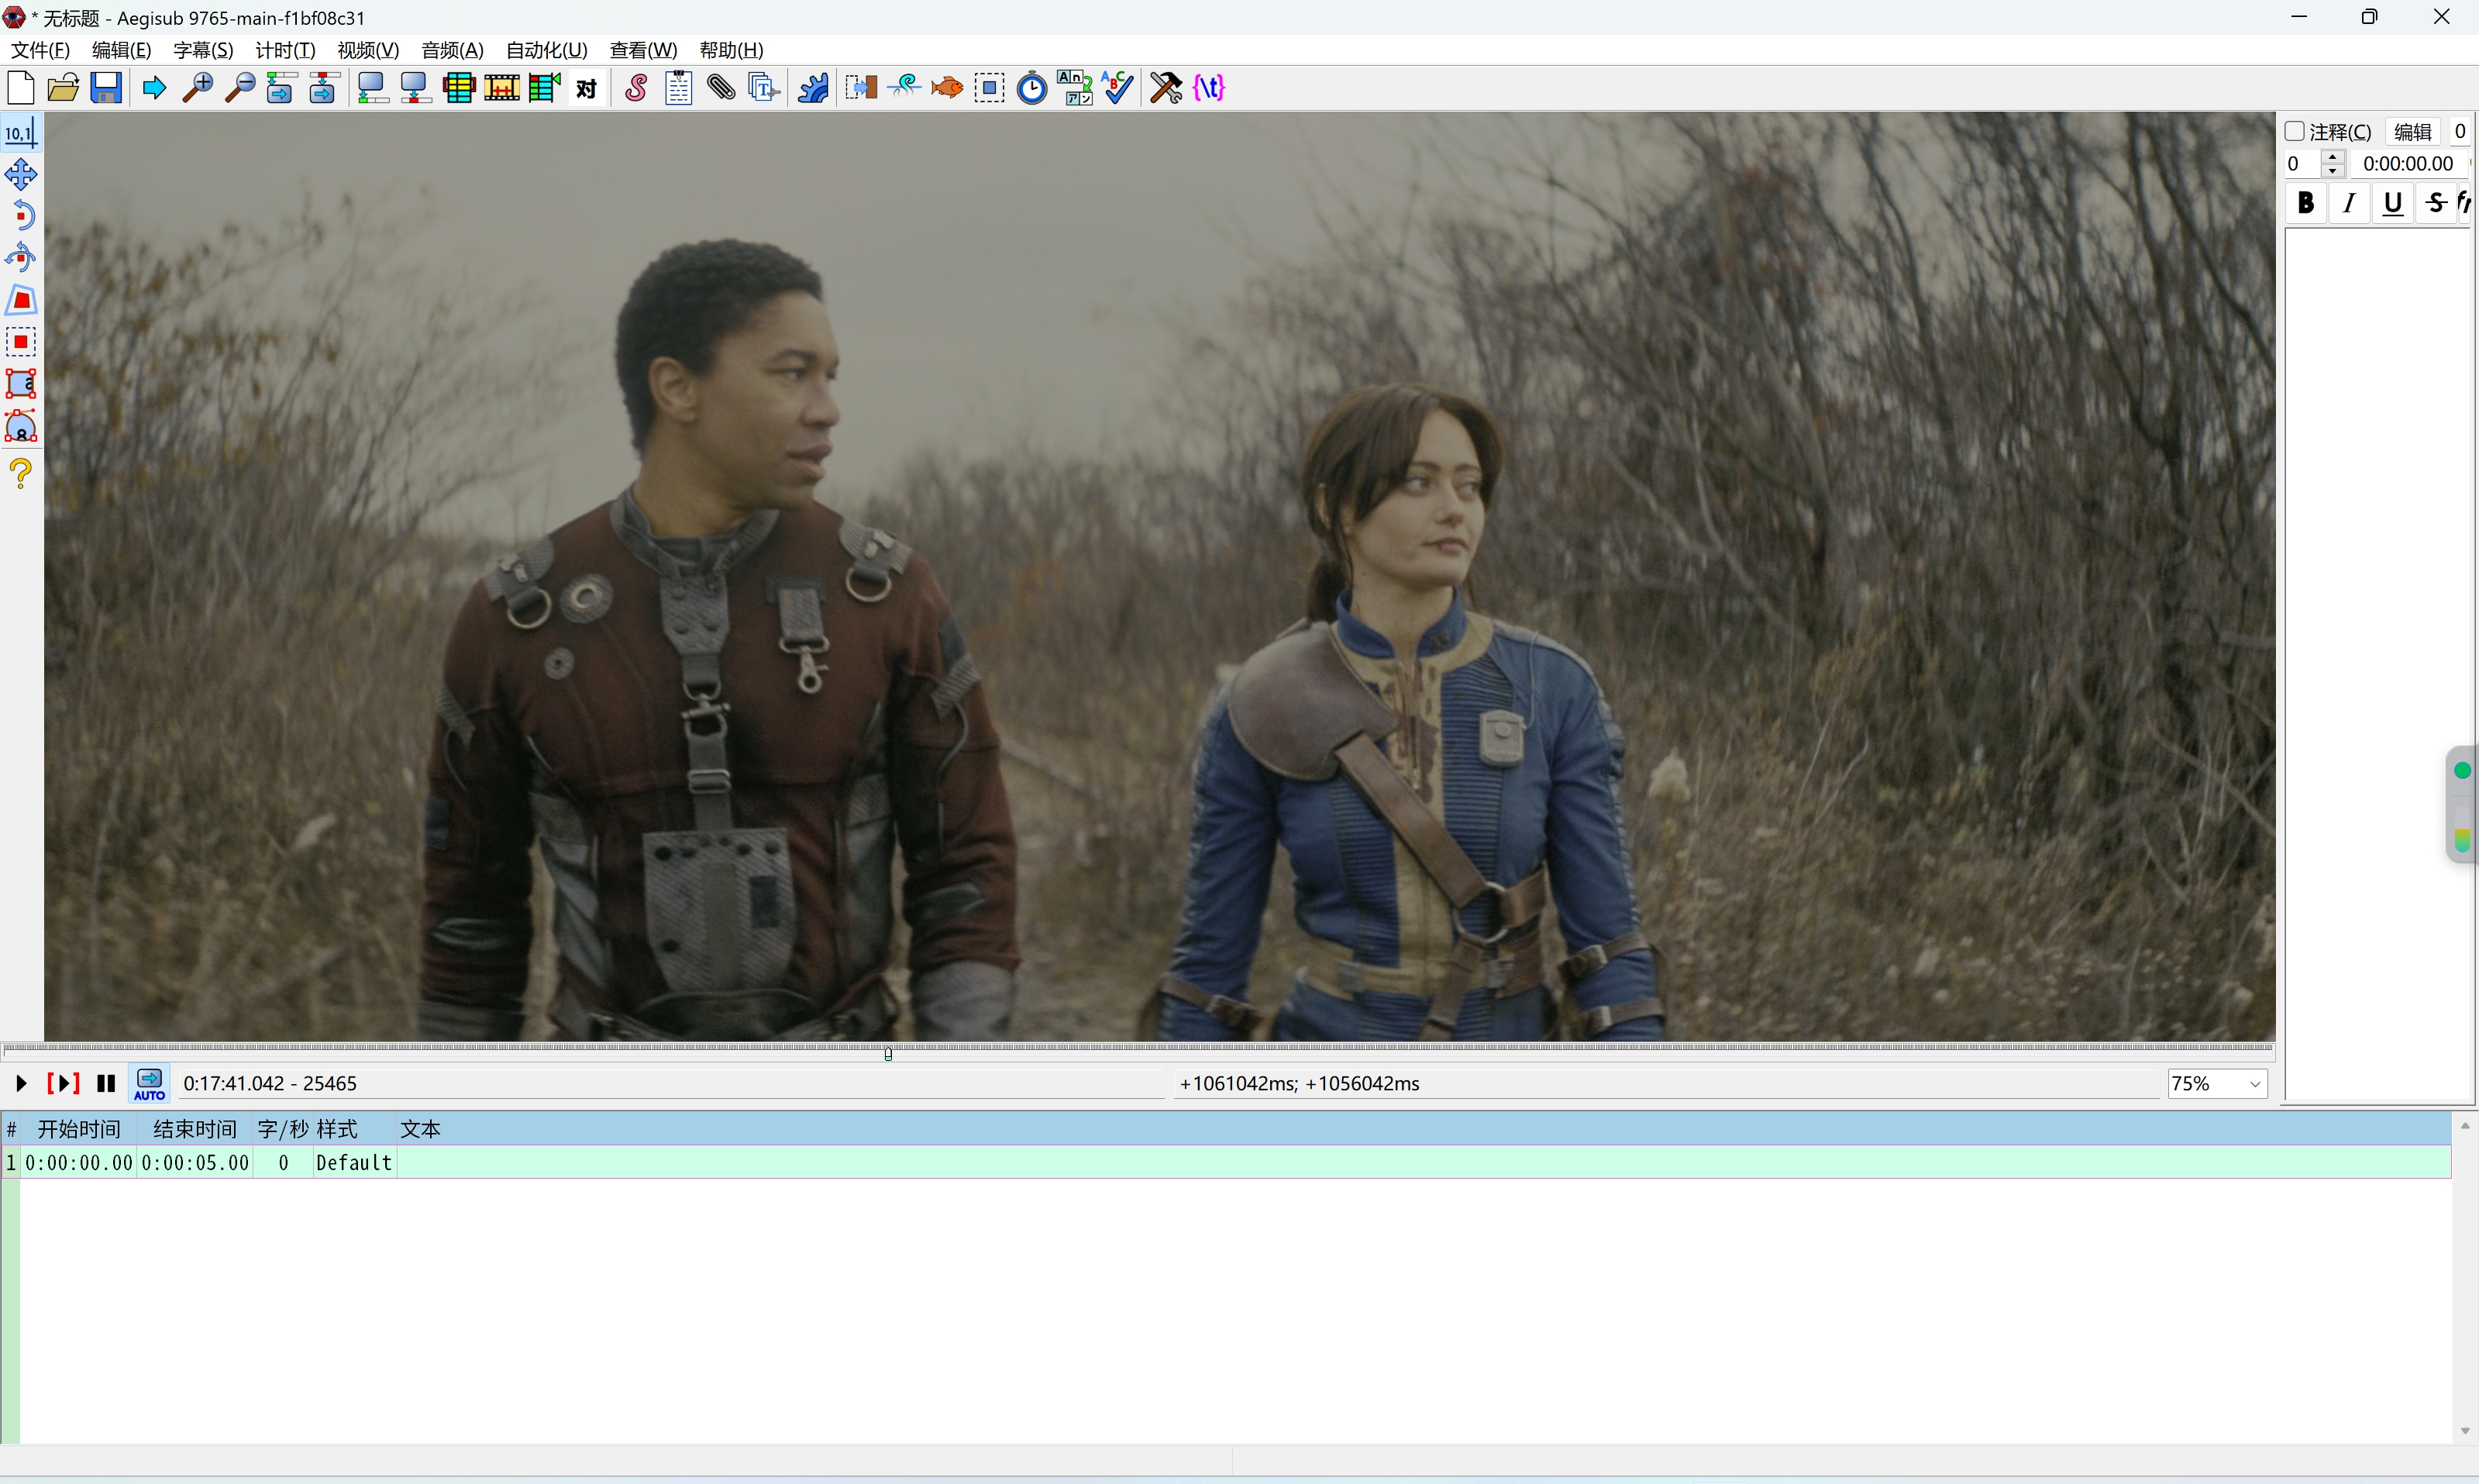 * 无标题 - Aegisub 9765-main-f1bf08c31
文件(F) 编辑(E) 字幕(S) 计时(T) 视频(V) 音频(A) 自动化(U) 查看(W) 帮助(H)
对 {\t}
10,1
注释(C) 编辑 0
0 0:00:00.00
B I U S
AUTO 0:17:41.042 - 25465 +1061042ms; +1056042ms 75%
# 开始时间 结束时间 字/秒 样式 文本
1 0:00:00.00 0:00:05.00 0 Default